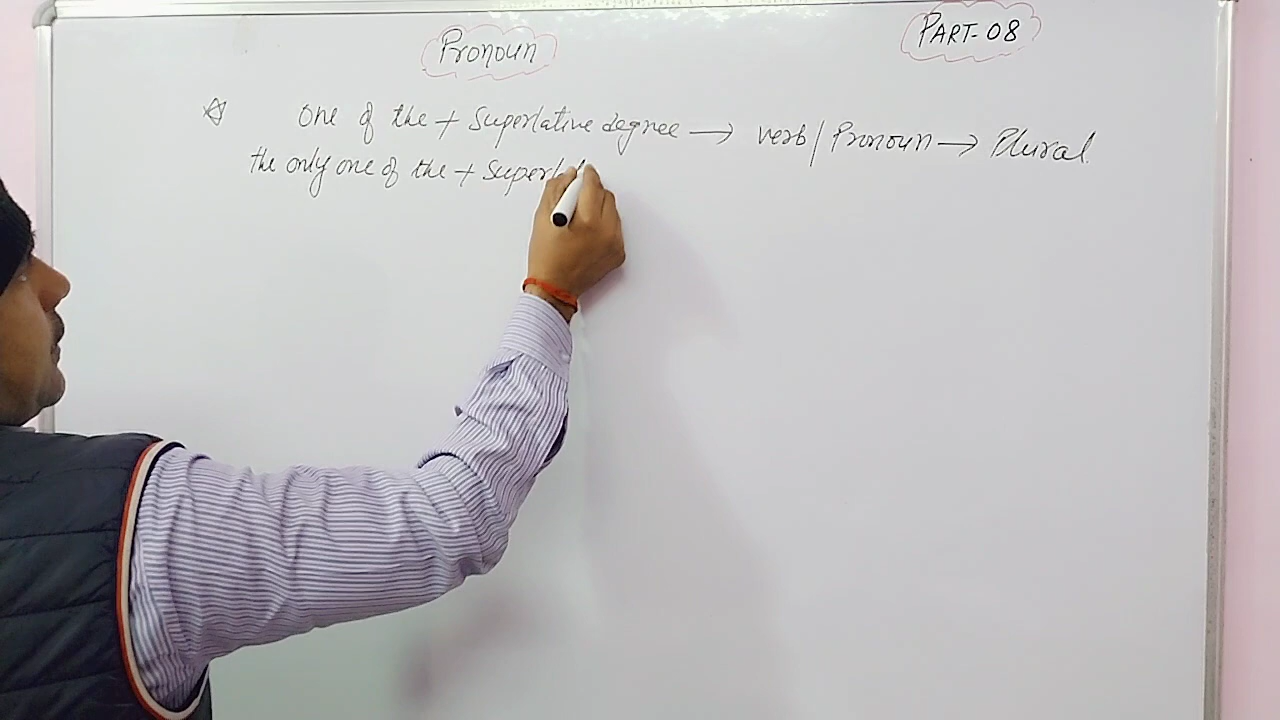 Pronoun
PART-08
One of the + Superlative degree → verb/Pronoun → Plural.
the only one of the + Superl